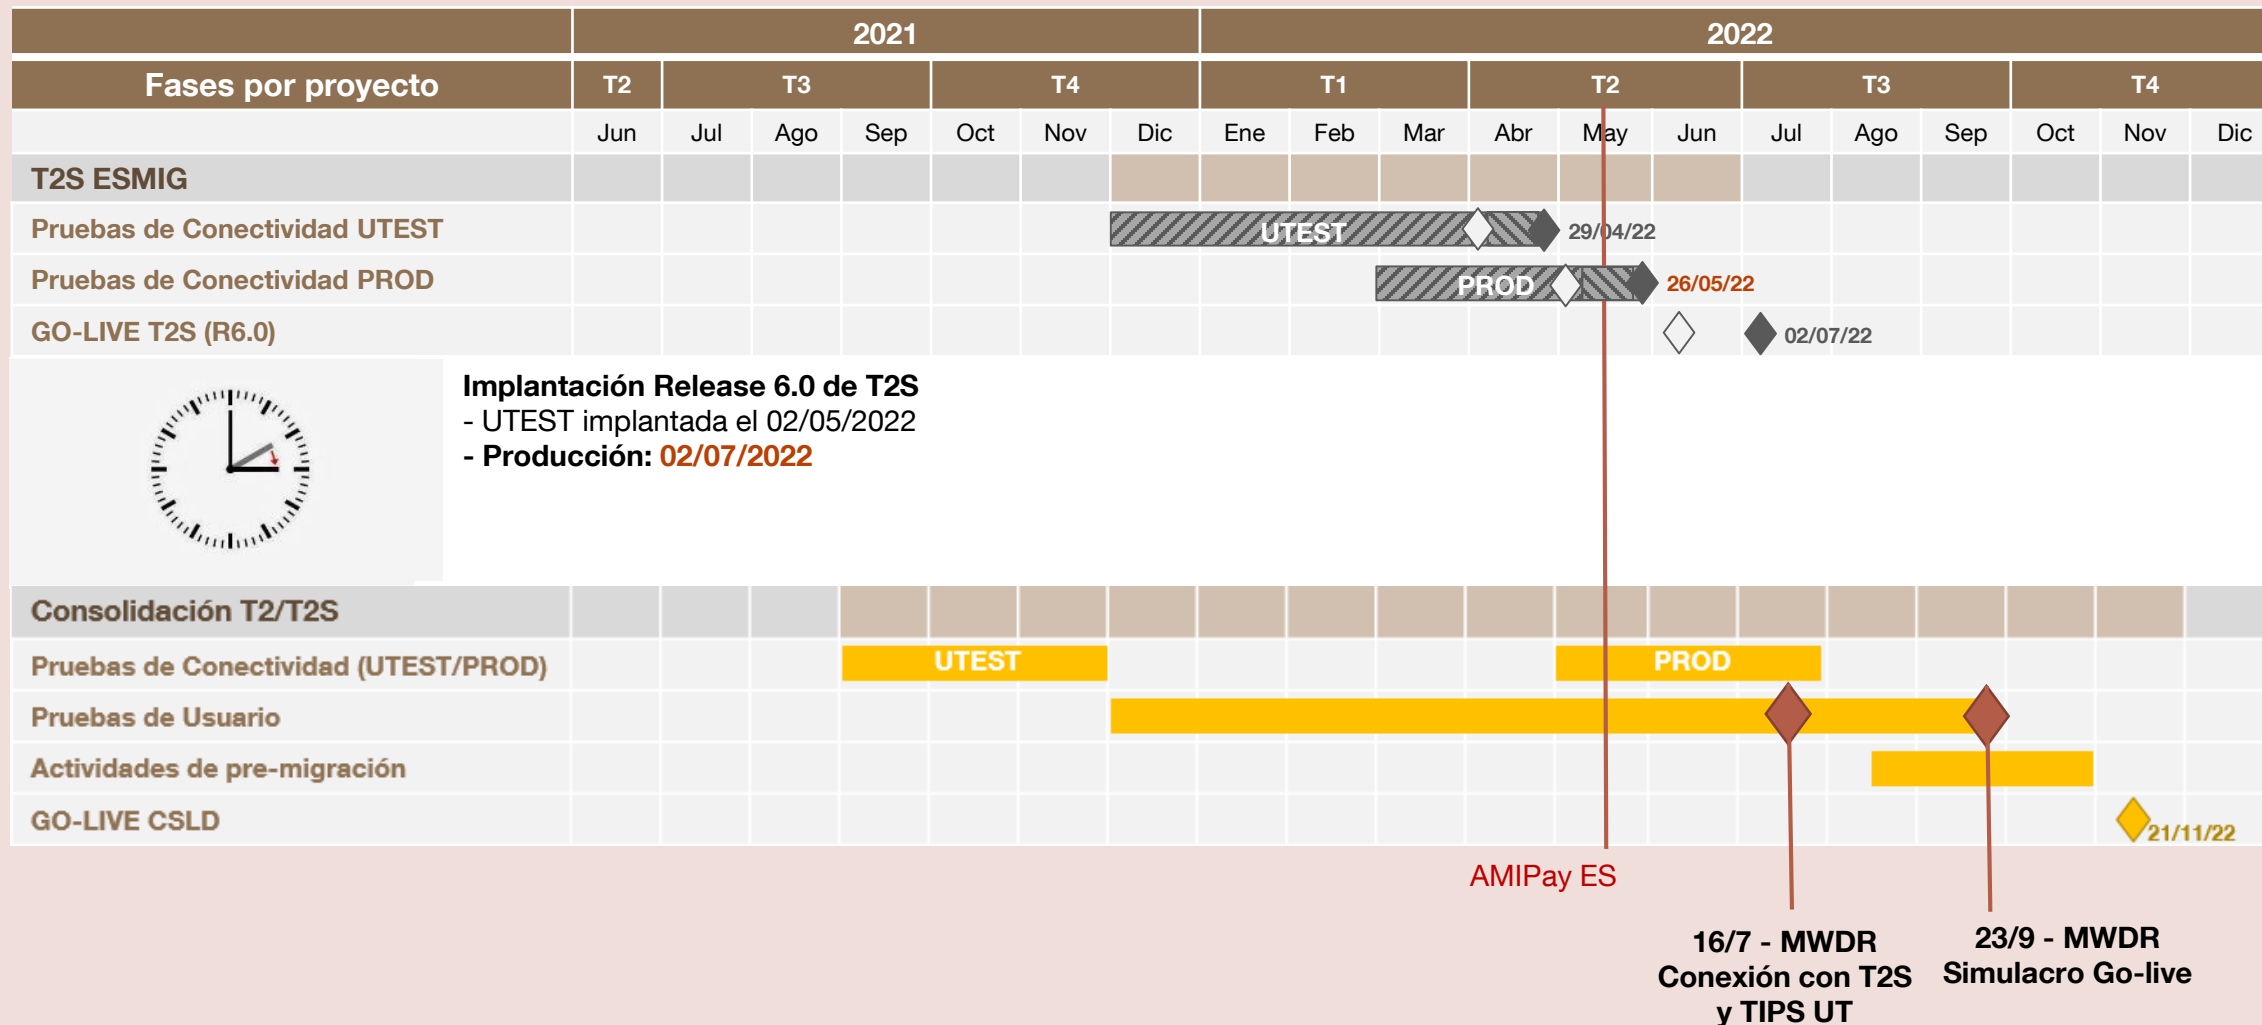 2021
2022
Fases por proyecto
T2
T3
T4
T1
T2
T3
T4
Jun
Jul
Ago
Sep
Oct
Nov
Dic
Ene
Feb
Mar
Abr
May
Jun
Jul
Ago
Sep
Oct
Nov
Dic
T2S ESMIG
Pruebas de Conectividad UTEST
UTEST
29/04/22
Pruebas de Conectividad PROD
PROD
26/05/22
GO-LIVE T2S (R6.0)
02/07/22
Implantación Release 6.0 de T2S
- UTEST implantada el 02/05/2022
- Producción: 02/07/2022
Consolidación T2/T2S
Pruebas de Conectividad (UTEST/PROD)
UTEST
PROD
Pruebas de Usuario
Actividades de pre-migración
GO-LIVE CSLD
21/11/22
AMIPay ES
16/7 - MWDR
Conexión con T2S
y TIPS UT
23/9 - MWDR
Simulacro Go-live